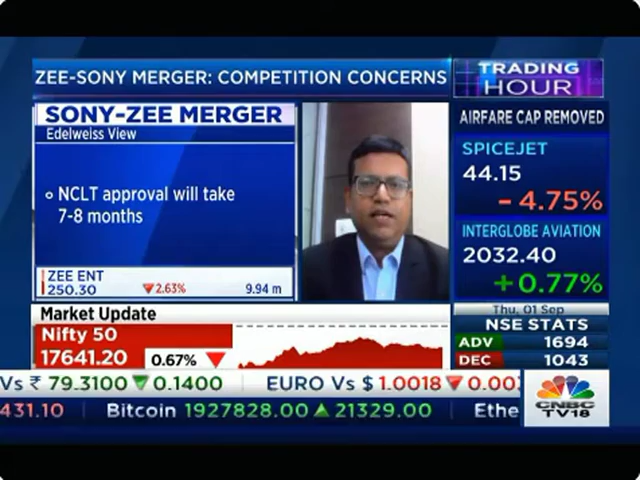 ZEE-SONY MERGER: COMPETITION CONCERNS
TRADING
HOUR
SONY-ZEE MERGER
Edelweiss View
NCLT approval will take
7-8 months
ZEE ENT
250.30 ▼2.63% 9.94 m
AIRFARE CAP REMOVED
SPICEJET
44.15
- 4.75%
INTERGLOBE AVIATION
2032.40
+ 0.77%
Market Update
Nifty 50
17641.20 0.67% ▼
Thu, 01 Sep
NSE STATS
ADV 1694
DEC 1043
Vs ₹ 79.3100 ▼ 0.1400 EURO Vs $ 1.0018 ▼ 0.00
431.10 Bitcoin 1927828.00 ▲ 21329.00 Ethe
CNBC
TV18